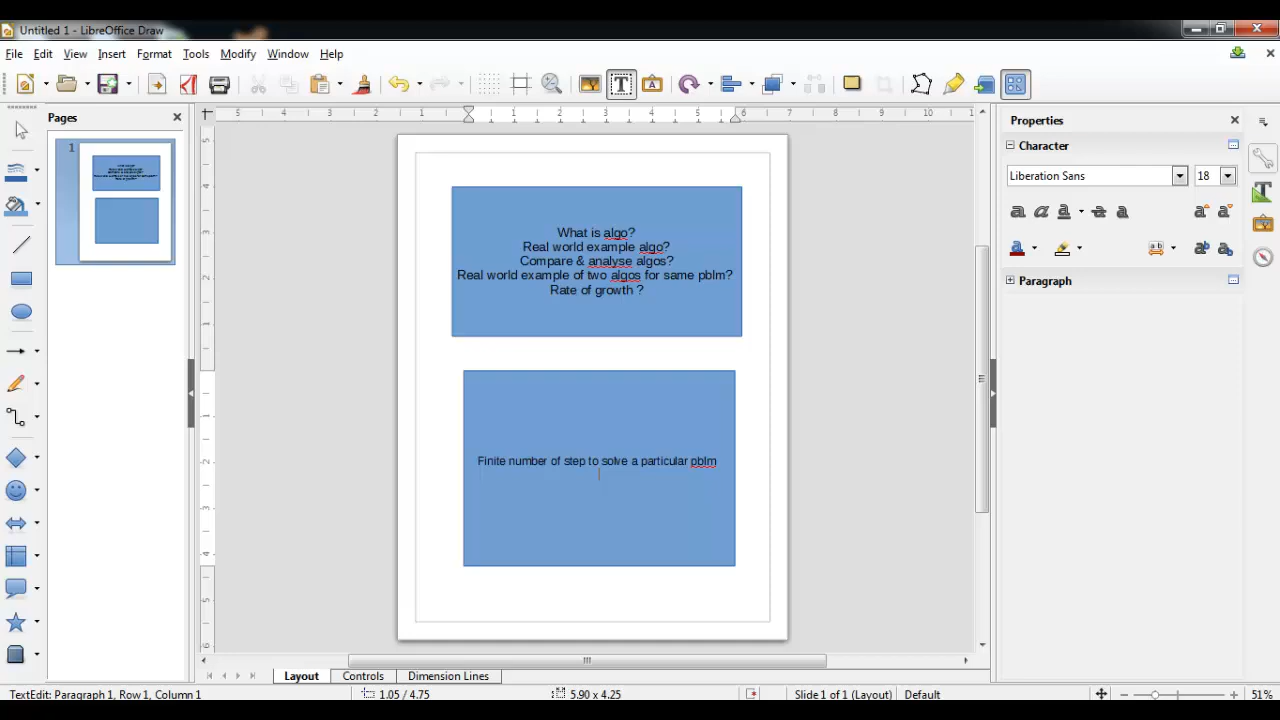 Untitled 1 - LibreOffice Draw
File Edit View Insert Format Tools Modify Window Help
Pages
1
What is algo?
Real world example algo?
Compare & analyse algos?
Real world example of two algos for same pblm?
Rate of growth ?
Finite number of step to solve a particular pblm
Properties
Character
Liberation Sans 18
Paragraph
Layout Controls Dimension Lines
TextEdit: Paragraph 1, Row 1, Column 1 1.05 / 4.75 5.90 x 4.25 Slide 1 of 1 (Layout) Default 51%